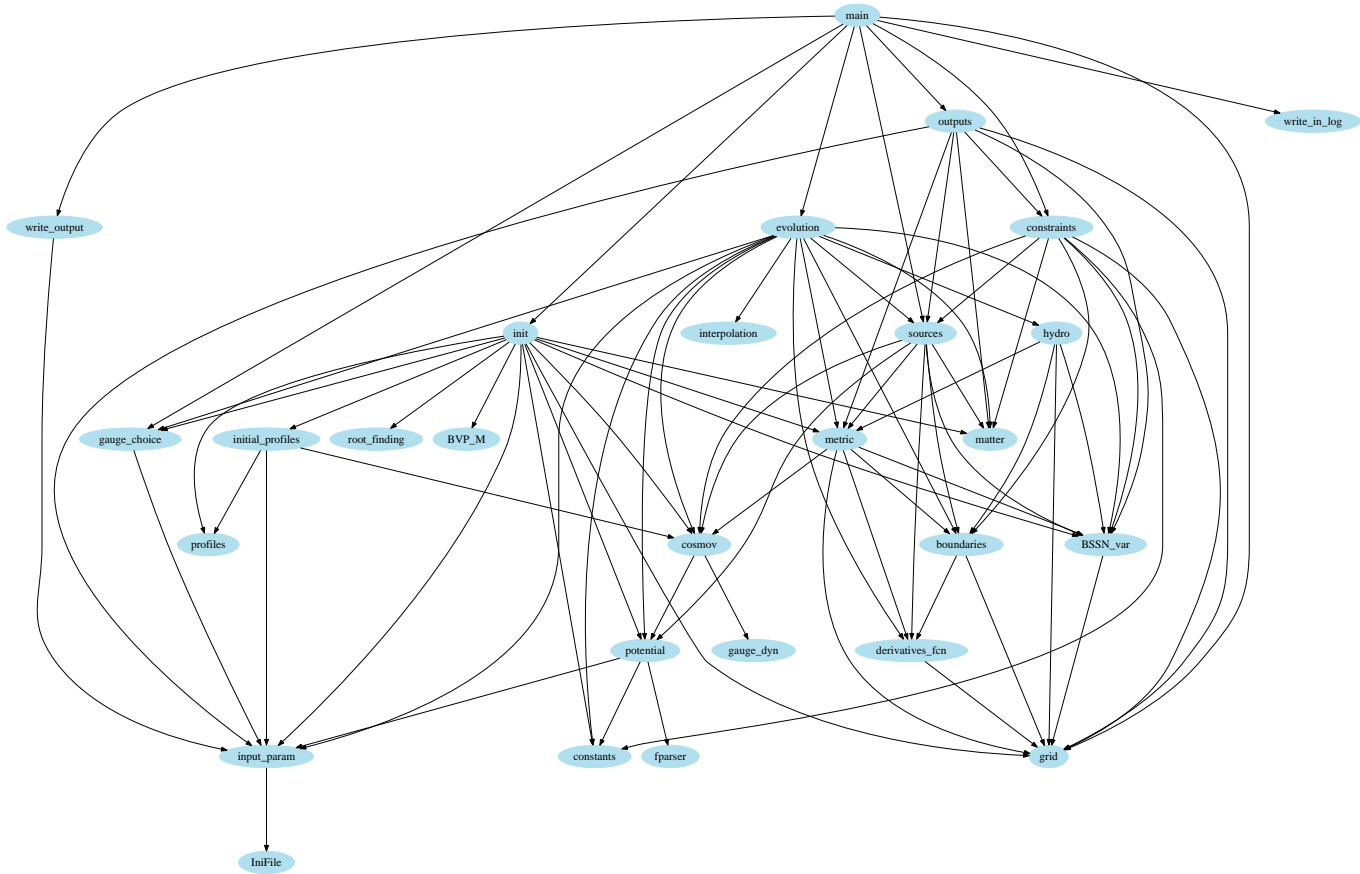 main
outputs
write_in_log
write_output
evolution
constraints
init
interpolation
sources
hydro
gauge_choice
initial_profiles
root_finding
BVP_M
metric
matter
profiles
cosmov
boundaries
BSSN_var
potential
gauge_dyn
derivatives_fcn
input_param
constants
fparser
grid
IniFile